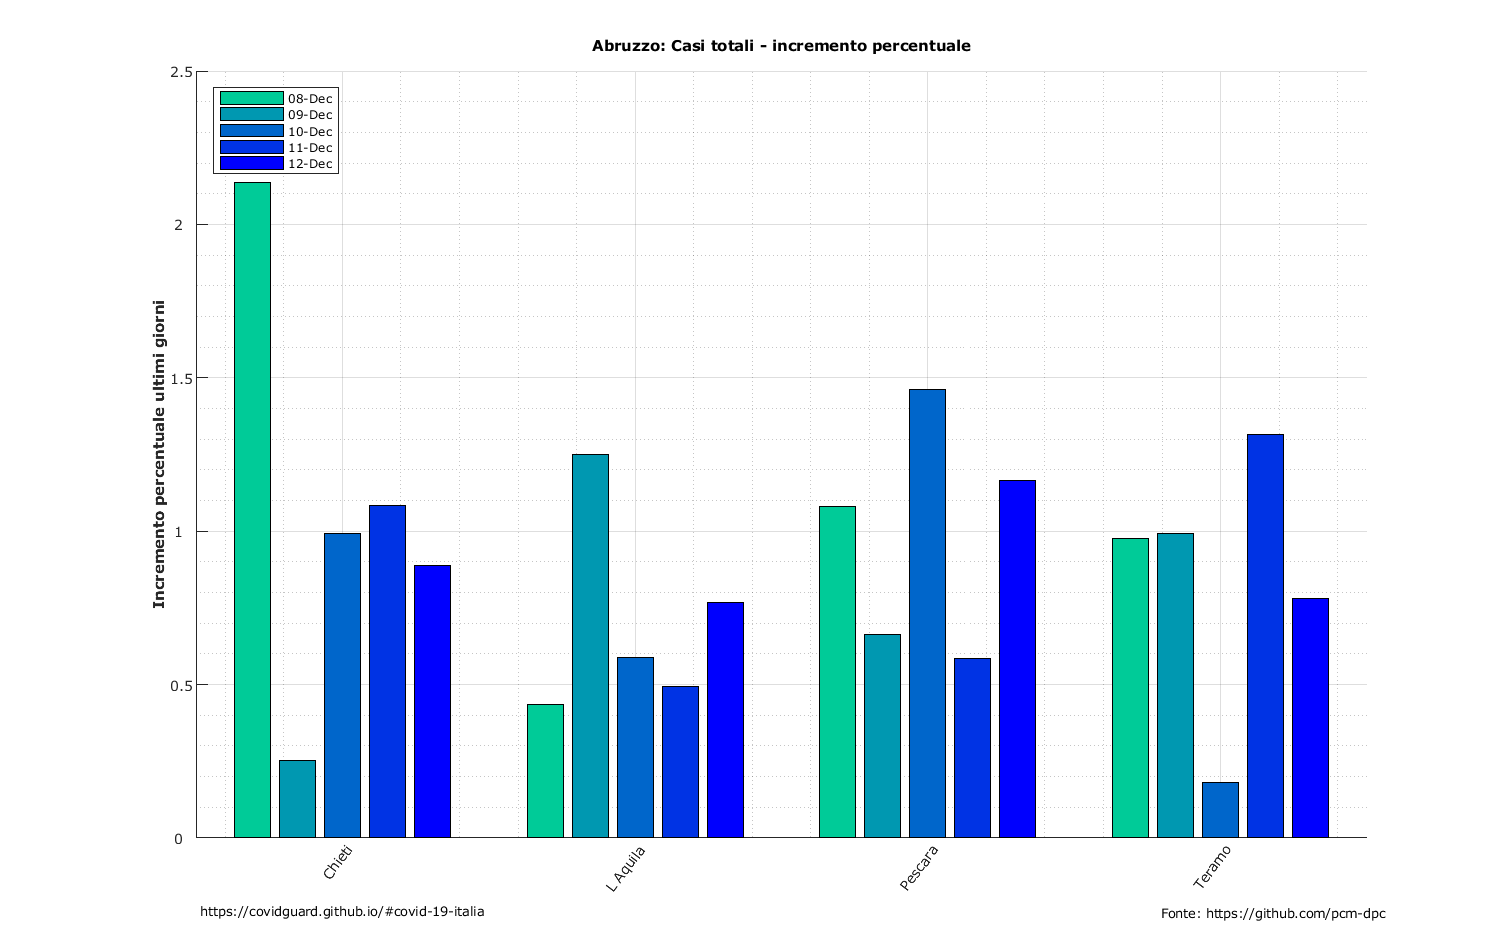 Abruzzo: Casi totali - incremento percentuale
2.5
08-Dec
09-Dec
10-Dec
11-Dec
12-Dec
2
1.5
1
0.5
0
Incremento percentuale ultimi giorni
Chieti
L Aquila
Pescara
Teramo
https://covidguard.github.io/#covid-19-italia
Fonte: https://github.com/pcm-dpc